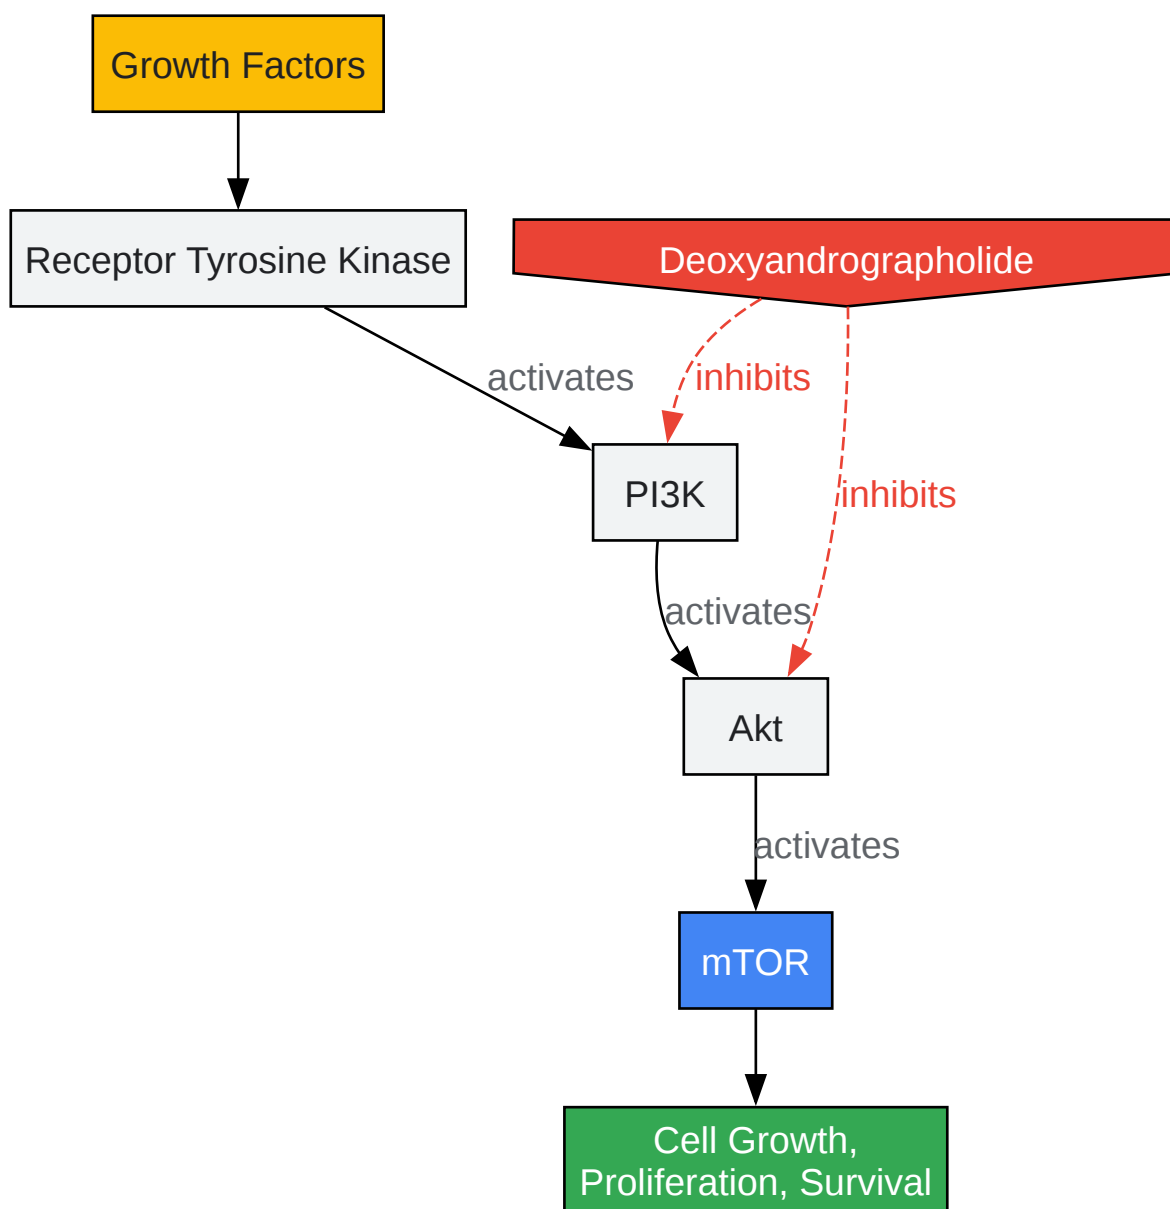 Growth Factors
Receptor Tyrosine Kinase
Deoxyandrographolide
activates
inhibits
PI3K
inhibits
activates
Akt
activates
mTOR
Cell Growth,
Proliferation, Survival